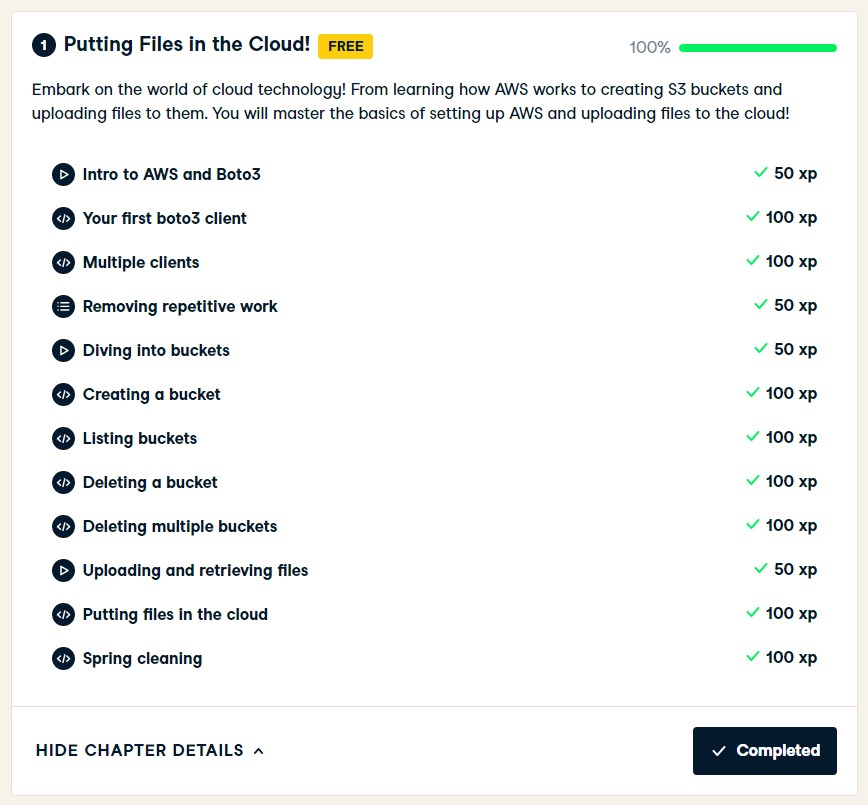 1 Putting Files in the Cloud! FREE 100%
Embark on the world of cloud technology! From learning how AWS works to creating S3 buckets and
uploading files to them. You will master the basics of setting up AWS and uploading files to the cloud!
Intro to AWS and Boto3 50 xp
Your first boto3 client 100 xp
Multiple clients 100 xp
Removing repetitive work 50 xp
Diving into buckets 50 xp
Creating a bucket 100 xp
Listing buckets 100 xp
Deleting a bucket 100 xp
Deleting multiple buckets 100 xp
Uploading and retrieving files 50 xp
Putting files in the cloud 100 xp
Spring cleaning 100 xp
HIDE CHAPTER DETAILS Completed